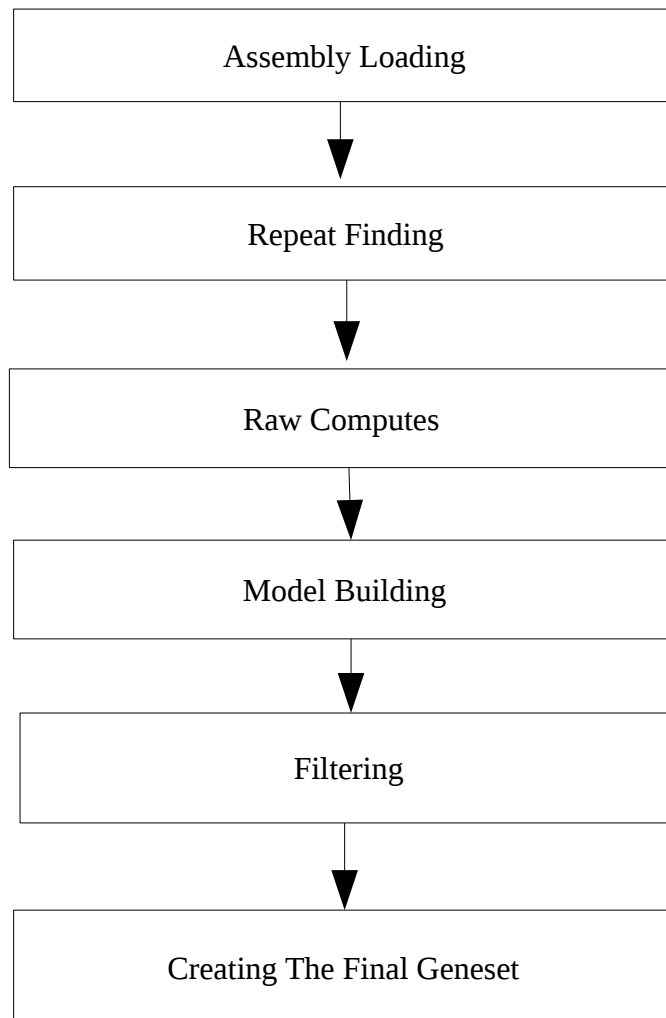 Assembly Loading
Repeat Finding
Raw Computes
Model Building
Filtering
Creating The Final Geneset